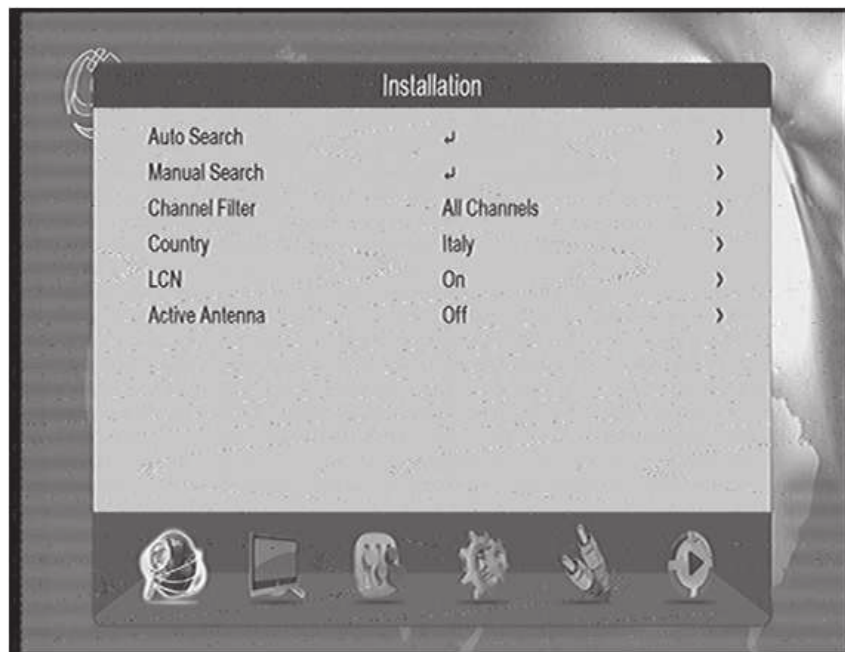 Installation
Auto Search ↲ ❯
Manual Search ↲ ❯
Channel Filter All Channels ❯
Country Italy ❯
LCN On ❯
Active Antenna Off ❯